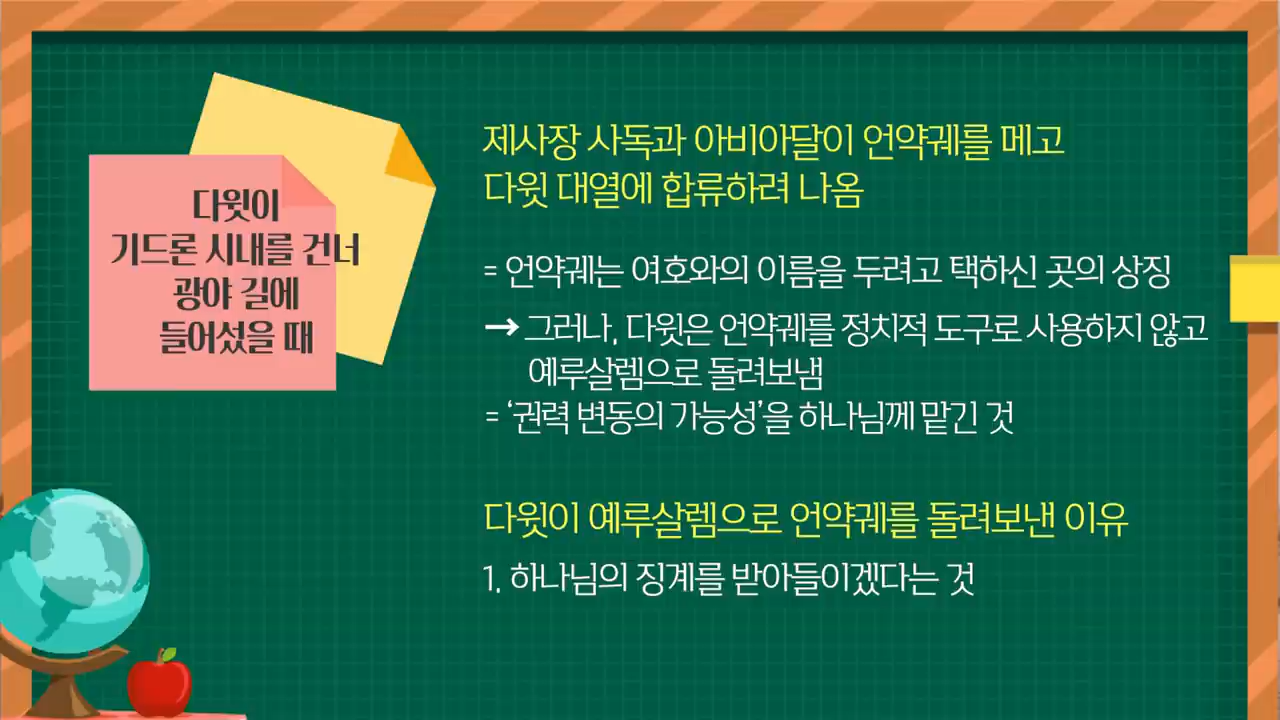 다윗이
기드론 시내를 건너
광야 길에
들어섰을 때
제사장 사독과 아비아달이 언약궤를 메고
다윗 대열에 합류하려 나옴
= 언약궤는 여호와의 이름을 두려고 택하신 곳의 상징
→ 그러나, 다윗은 언약궤를 정치적 도구로 사용하지 않고
예루살렘으로 돌려보냄
= ‘권력 변동의 가능성’을 하나님께 맡긴 것
다윗이 예루살렘으로 언약궤를 돌려보낸 이유
1. 하나님의 징계를 받아들이겠다는 것